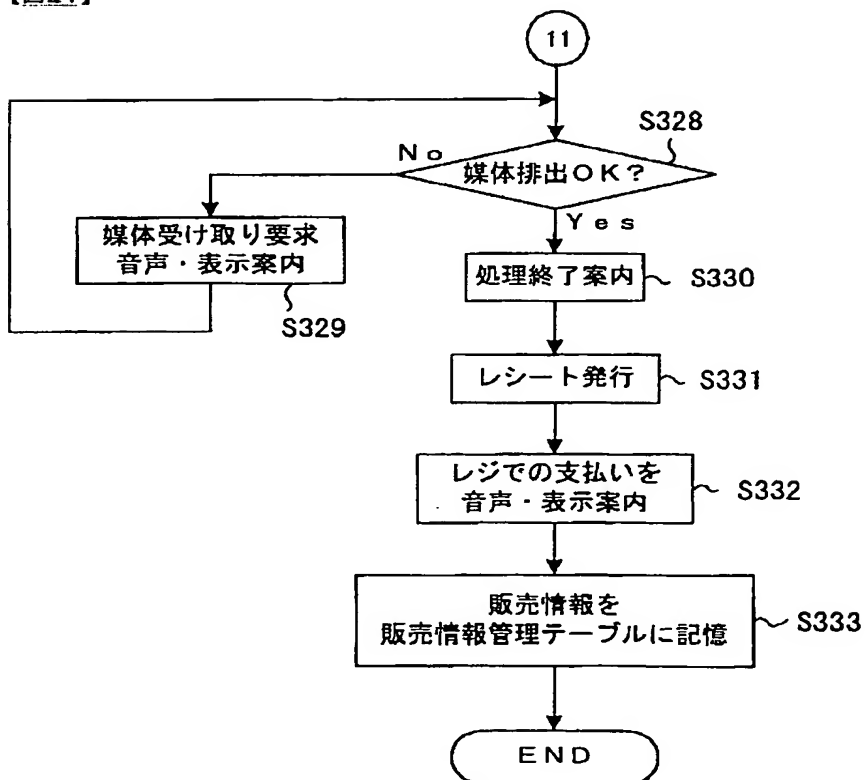 11
S328
No
媒体排出OK?
Yes
媒体受け取り要求
音声・表示案内
S329
処理終了案内
S330
レシート発行
S331
レジでの支払いを
音声・表示案内
S332
販売情報を
販売情報管理テーブルに記憶
S333
END